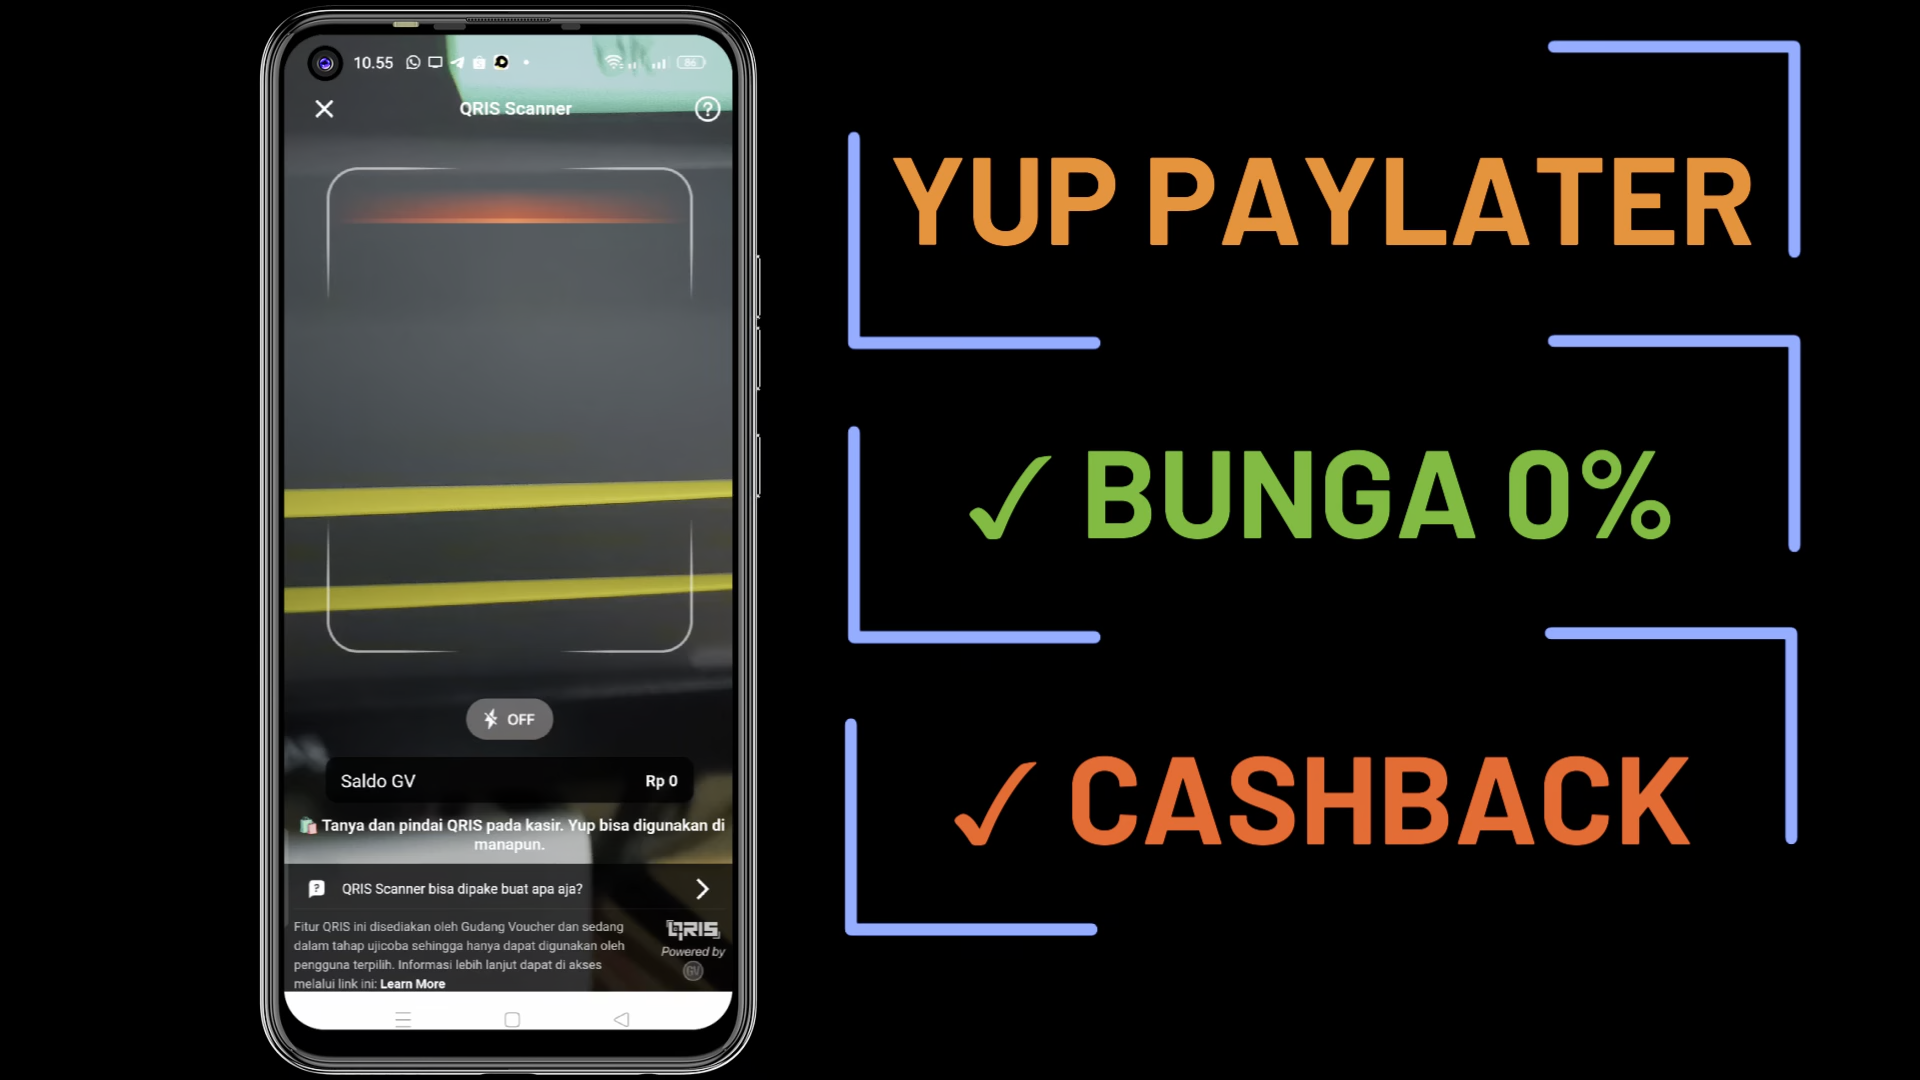 10.55
86
QRIS Scanner
OFF
Saldo GV Rp 0
Tanya dan pindai QRIS pada kasir. Yup bisa digunakan di
manapun.
QRIS Scanner bisa dipake buat apa aja?
Fitur QRIS ini disediakan oleh Gudang Voucher dan sedang
dalam tahap ujicoba sehingga hanya dapat digunakan oleh
pengguna terpilih. Informasi lebih lanjut dapat di akses
melalui link ini: Learn More
QRIS
Powered by
GV
YUP PAYLATER
✓ BUNGA 0%
✓ CASHBACK